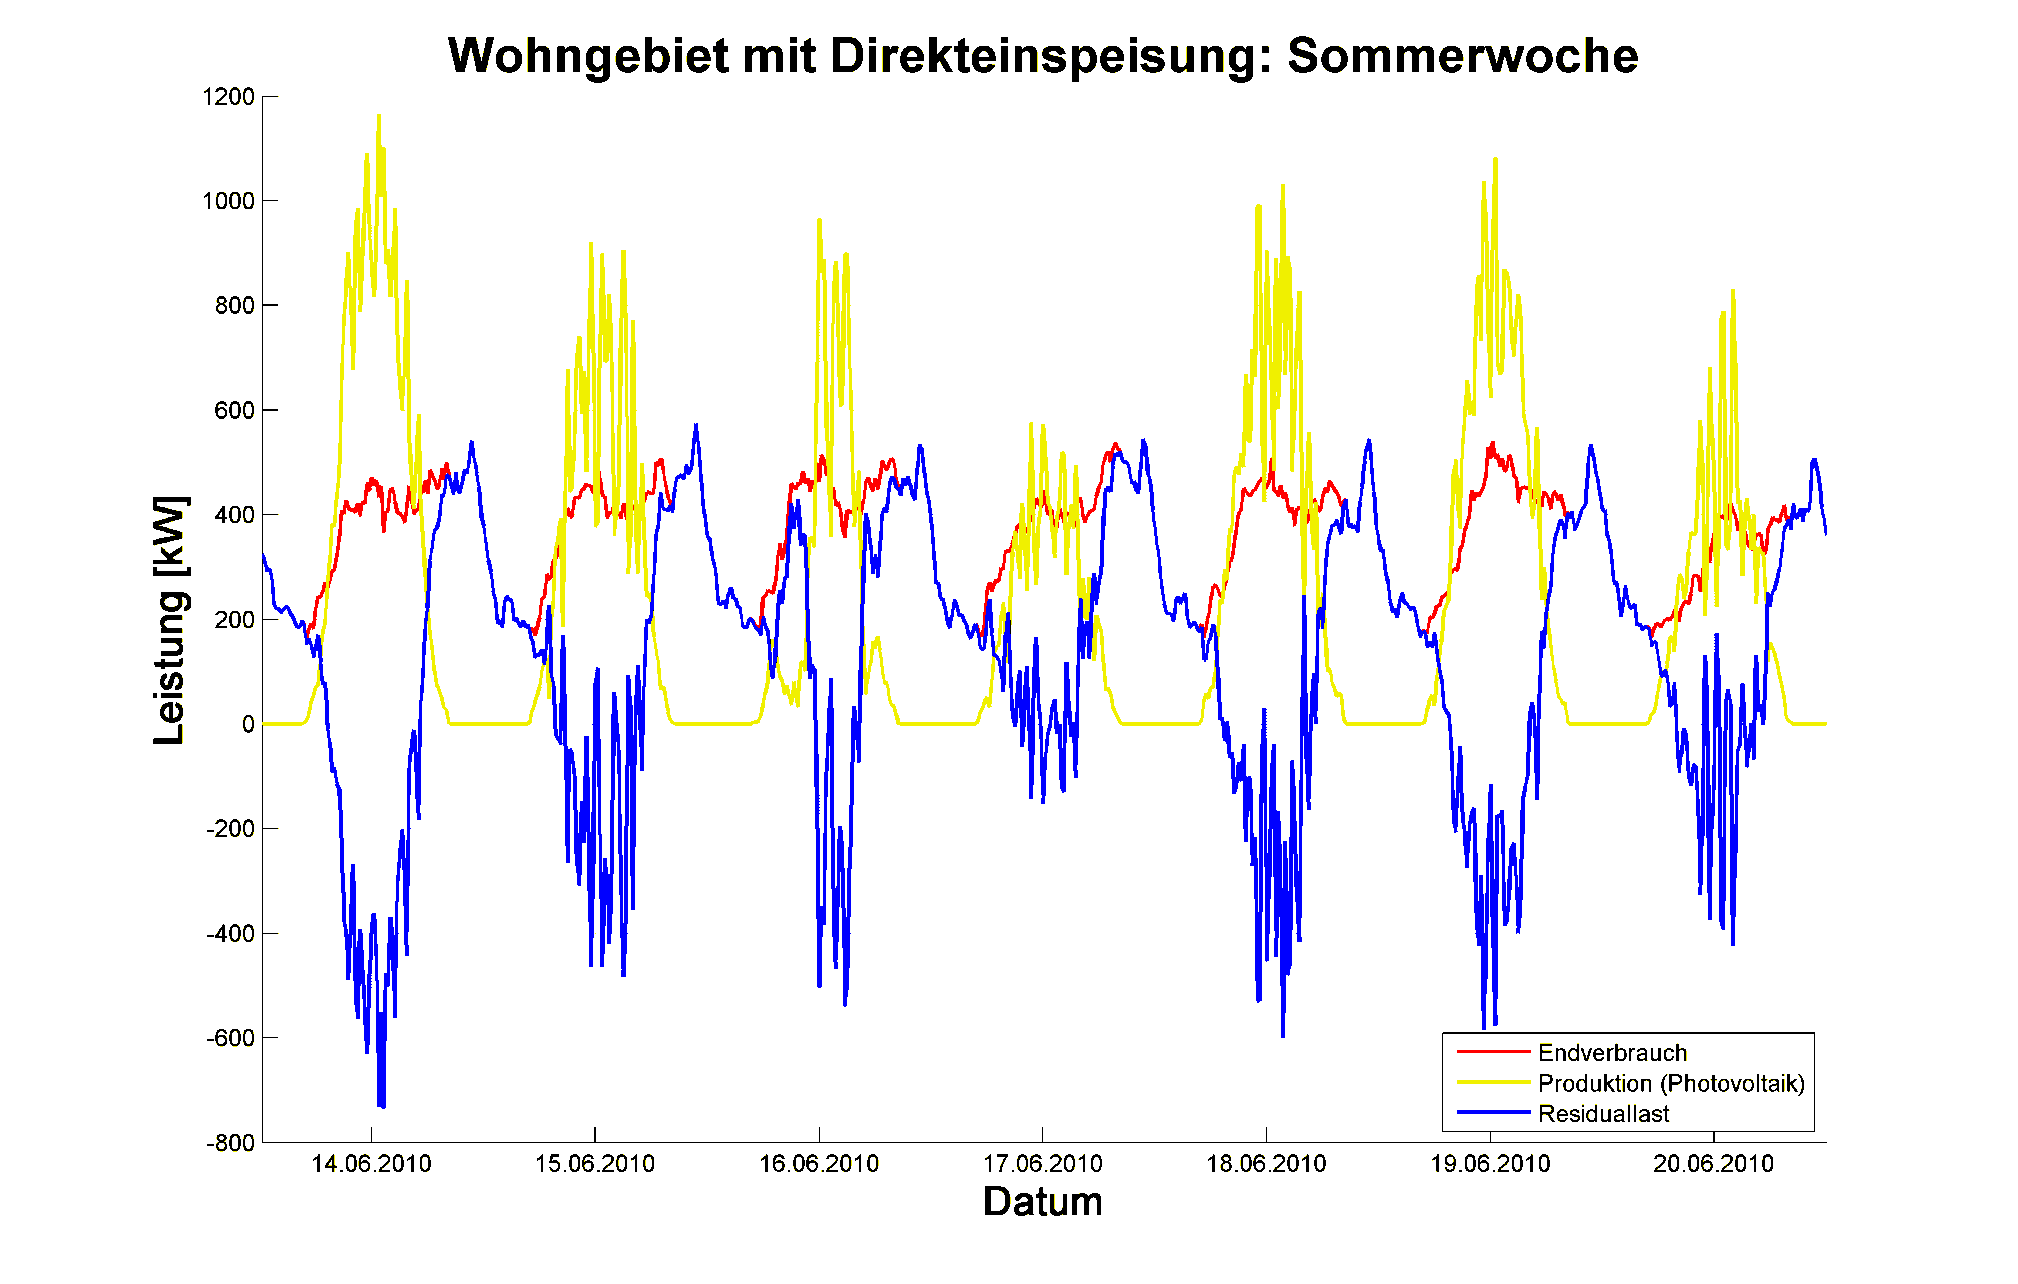 Wohngebiet mit Direkteinspeisung: Sommerwoche
1200
1000
800
600
400
200
0
-200
-400
-600
-800
Leistung [kW]
14.06.2010 15.06.2010 16.06.2010 17.06.2010 18.06.2010 19.06.2010 20.06.2010
Datum
Endverbrauch
Produktion (Photovoltaik)
Residuallast